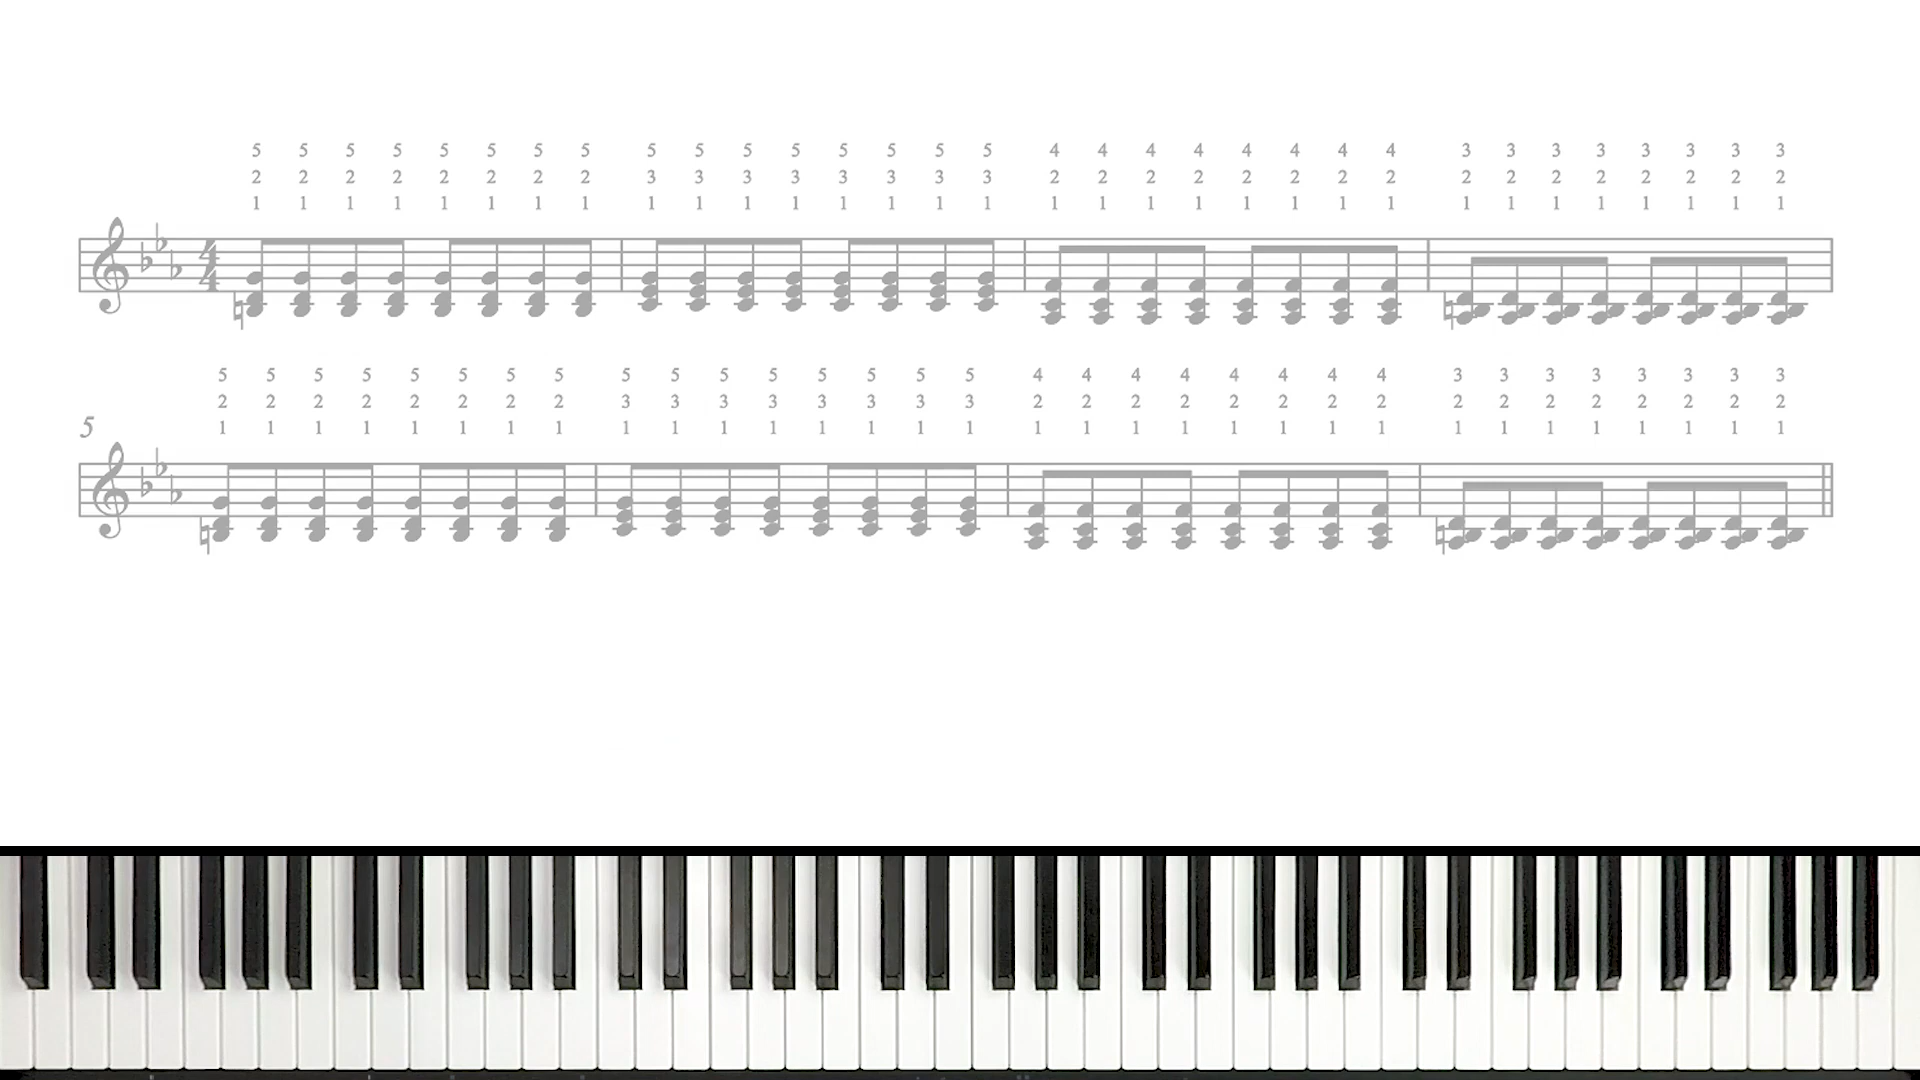 5 5 5 5 5 5 5 5 5 5 5 5 5 5 5 5 4 4 4 4 4 4 4 4 3 3 3 3 3 3 3 3
2 2 2 2 2 2 2 2 3 3 3 3 3 3 3 3 2 2 2 2 2 2 2 2 2 2 2 2 2 2 2 2
1 1 1 1 1 1 1 1 1 1 1 1 1 1 1 1 1 1 1 1 1 1 1 1 1 1 1 1 1 1 1 1
4
4
5 5 5 5 5 5 5 5 5 5 5 5 5 5 5 5 4 4 4 4 4 4 4 4 3 3 3 3 3 3 3 3
2 2 2 2 2 2 2 2 3 3 3 3 3 3 3 3 2 2 2 2 2 2 2 2 2 2 2 2 2 2 2 2
5 1 1 1 1 1 1 1 1 1 1 1 1 1 1 1 1 1 1 1 1 1 1 1 1 1 1 1 1 1 1 1 1